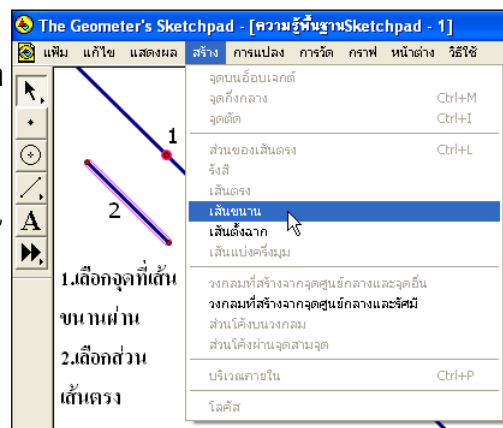 The Geometer's Sketchpad - [ความรู้พื้นฐานSketchpad - 1]
แฟ้ม แก้ไข แสดงผล สร้าง การแปลง การวัด กราฟ หน้าต่าง วิธีใช้
จุดบนอ็อบเจกต์
จุดกึ่งกลาง Ctrl+M
จุดตัด Ctrl+I
ส่วนของเส้นตรง Ctrl+L
รังสี
เส้นตรง
เส้นขนาน
เส้นตั้งฉาก
เส้นแบ่งครึ่งมุม
วงกลมที่สร้างจากจุดศูนย์กลางและจุดอื่น
วงกลมที่สร้างจากจุดศูนย์กลางและรัศมี
ส่วนโค้งบนวงกลม
ส่วนโค้งผ่านจุดสามจุด
บริเวณภายใน Ctrl+P
โลคัส
A
1
2
1.เลือกจุดที่เส้น
ขนานผ่าน
2.เลือกส่วน
เส้นตรง